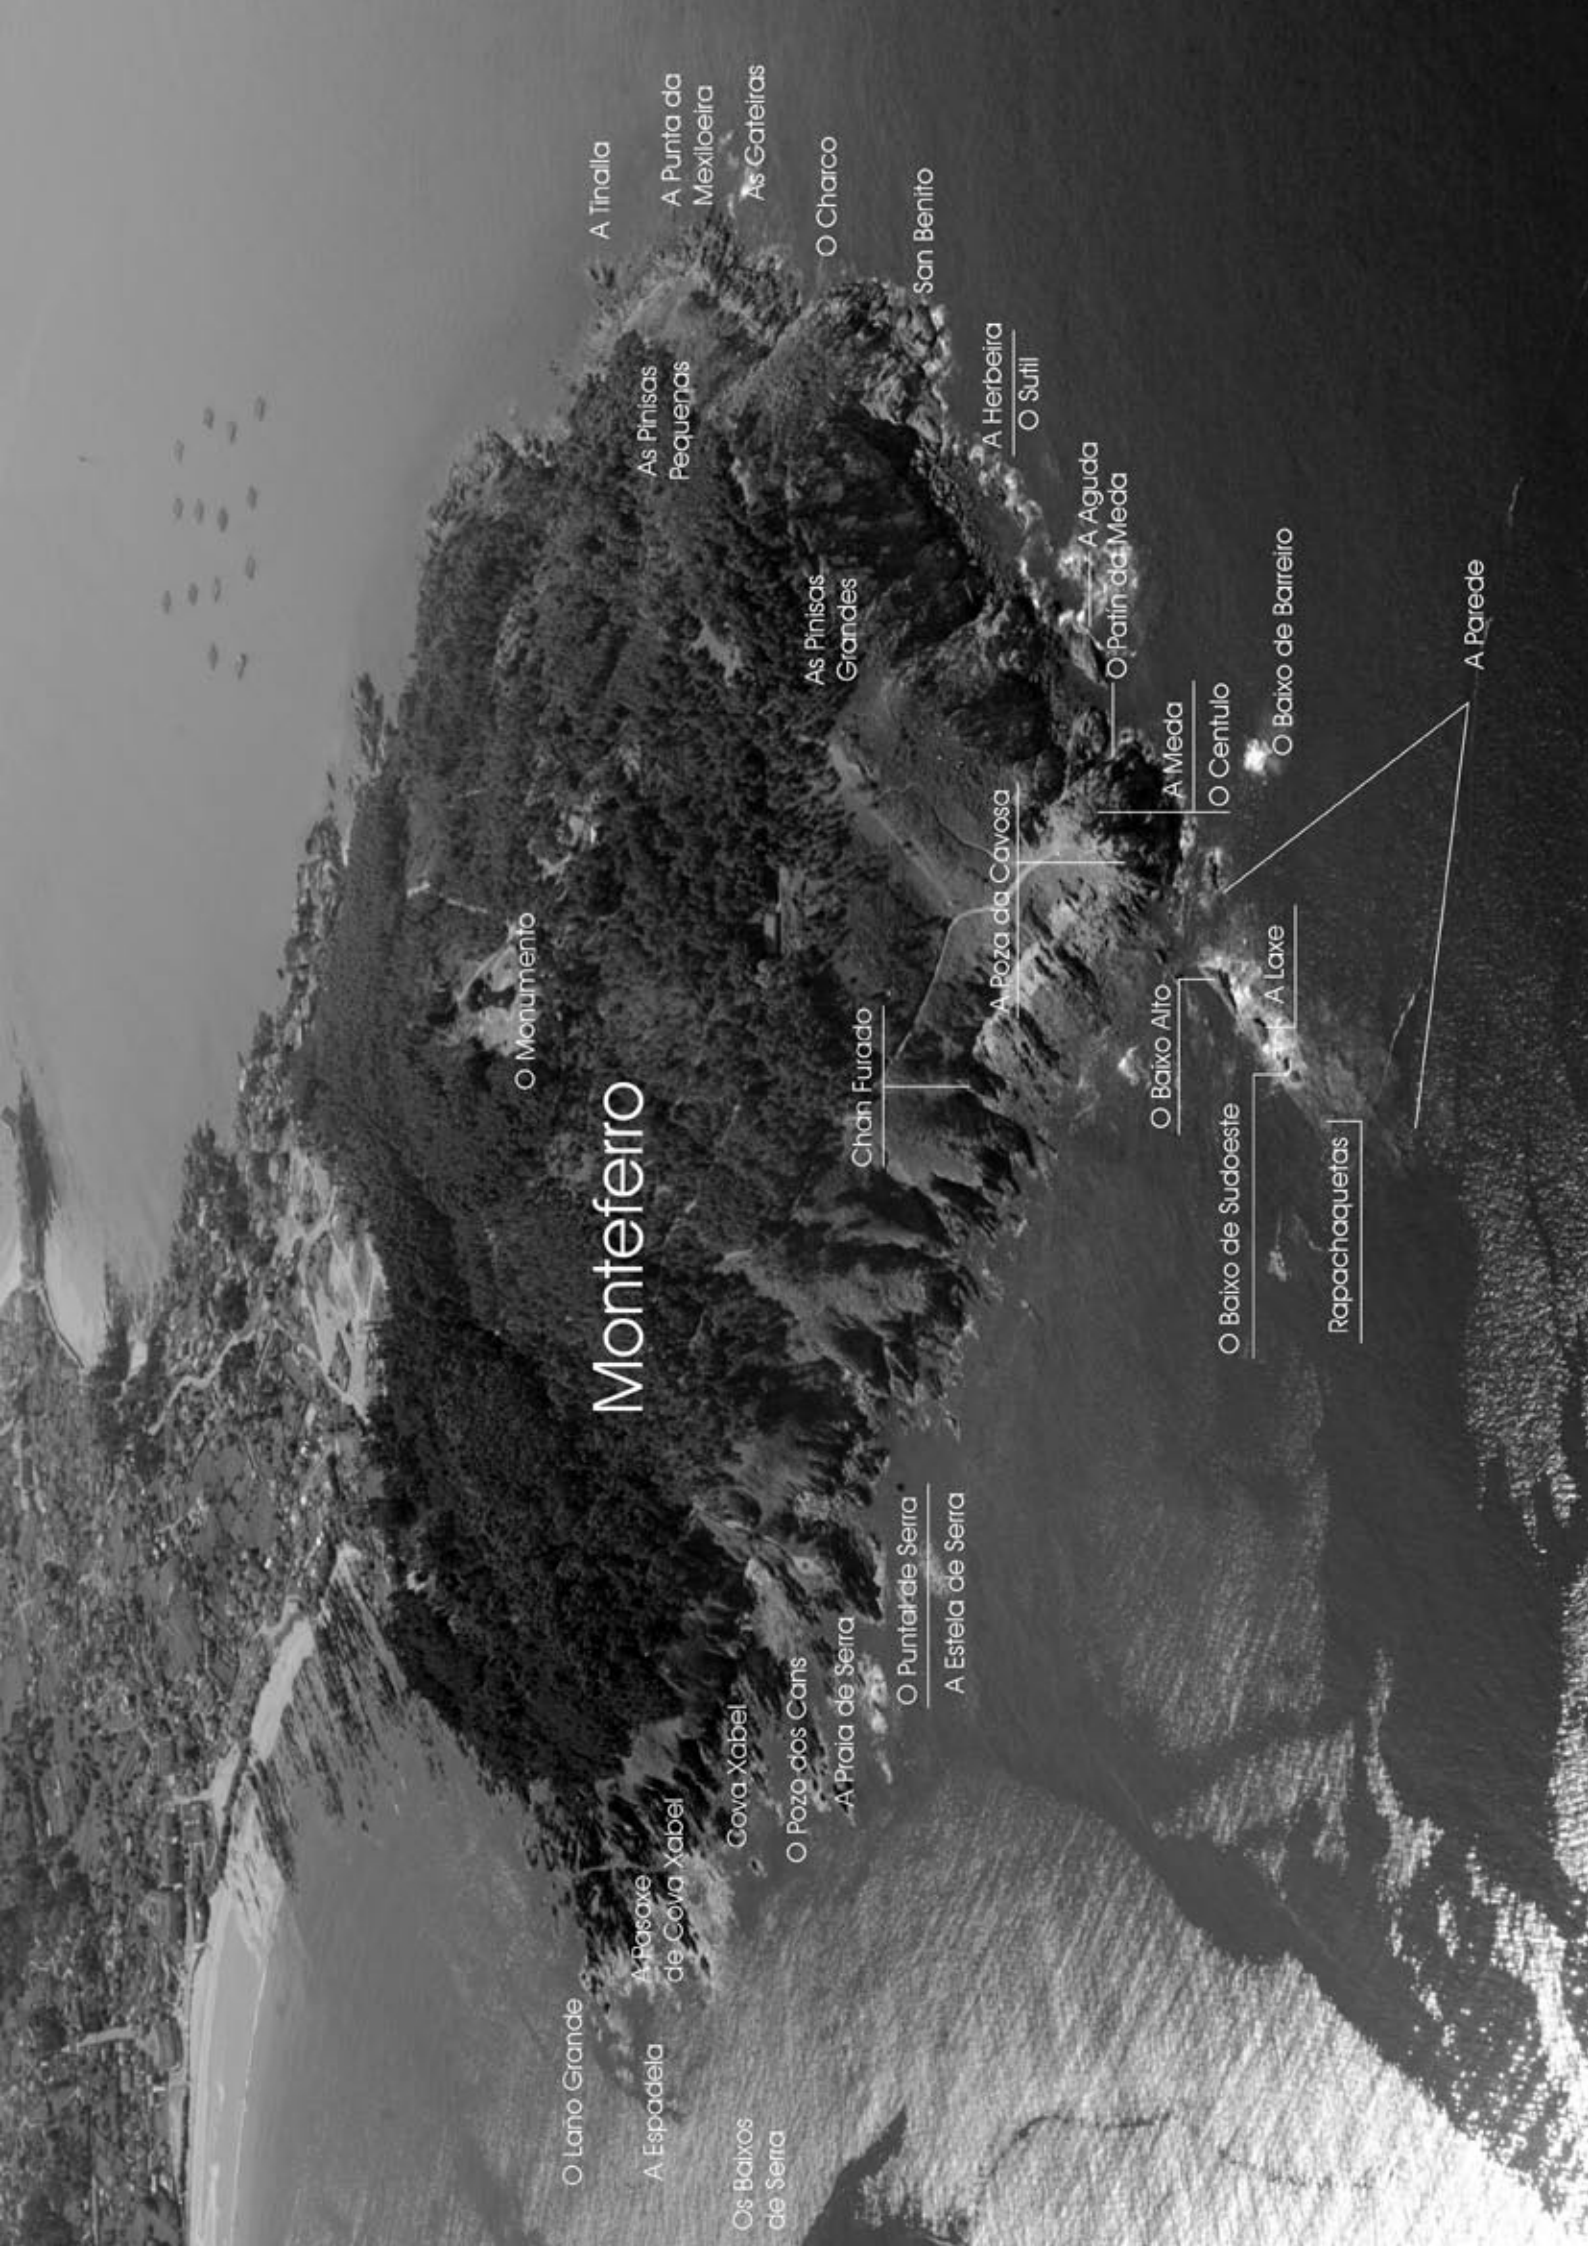 O Lano Grande
A Espadela
Os Baixos
de Serra
A Pasaxe
de Cova Xabel
Cova Xabel
O Pozo dos Cans
A Praia de Serra
O Puntal de Serra
A Estela de Serra
Monteferro
O Monumento
Chan Furado
A Poza da Cavosa
O Baixo Alto
O Baixo de Sudoeste
Rapachaquetas
A Laxe
A Meda
O Centulo
O Baixo de Barreiro
A Parede
As Pinisas
Grandes
O Patín da Meda
A Aguda
As Pinisas
Pequenas
A Herbeira
O Sutil
San Benito
O Charco
A Tinalla
A Punta da
Mexiloeira
As Gateiras